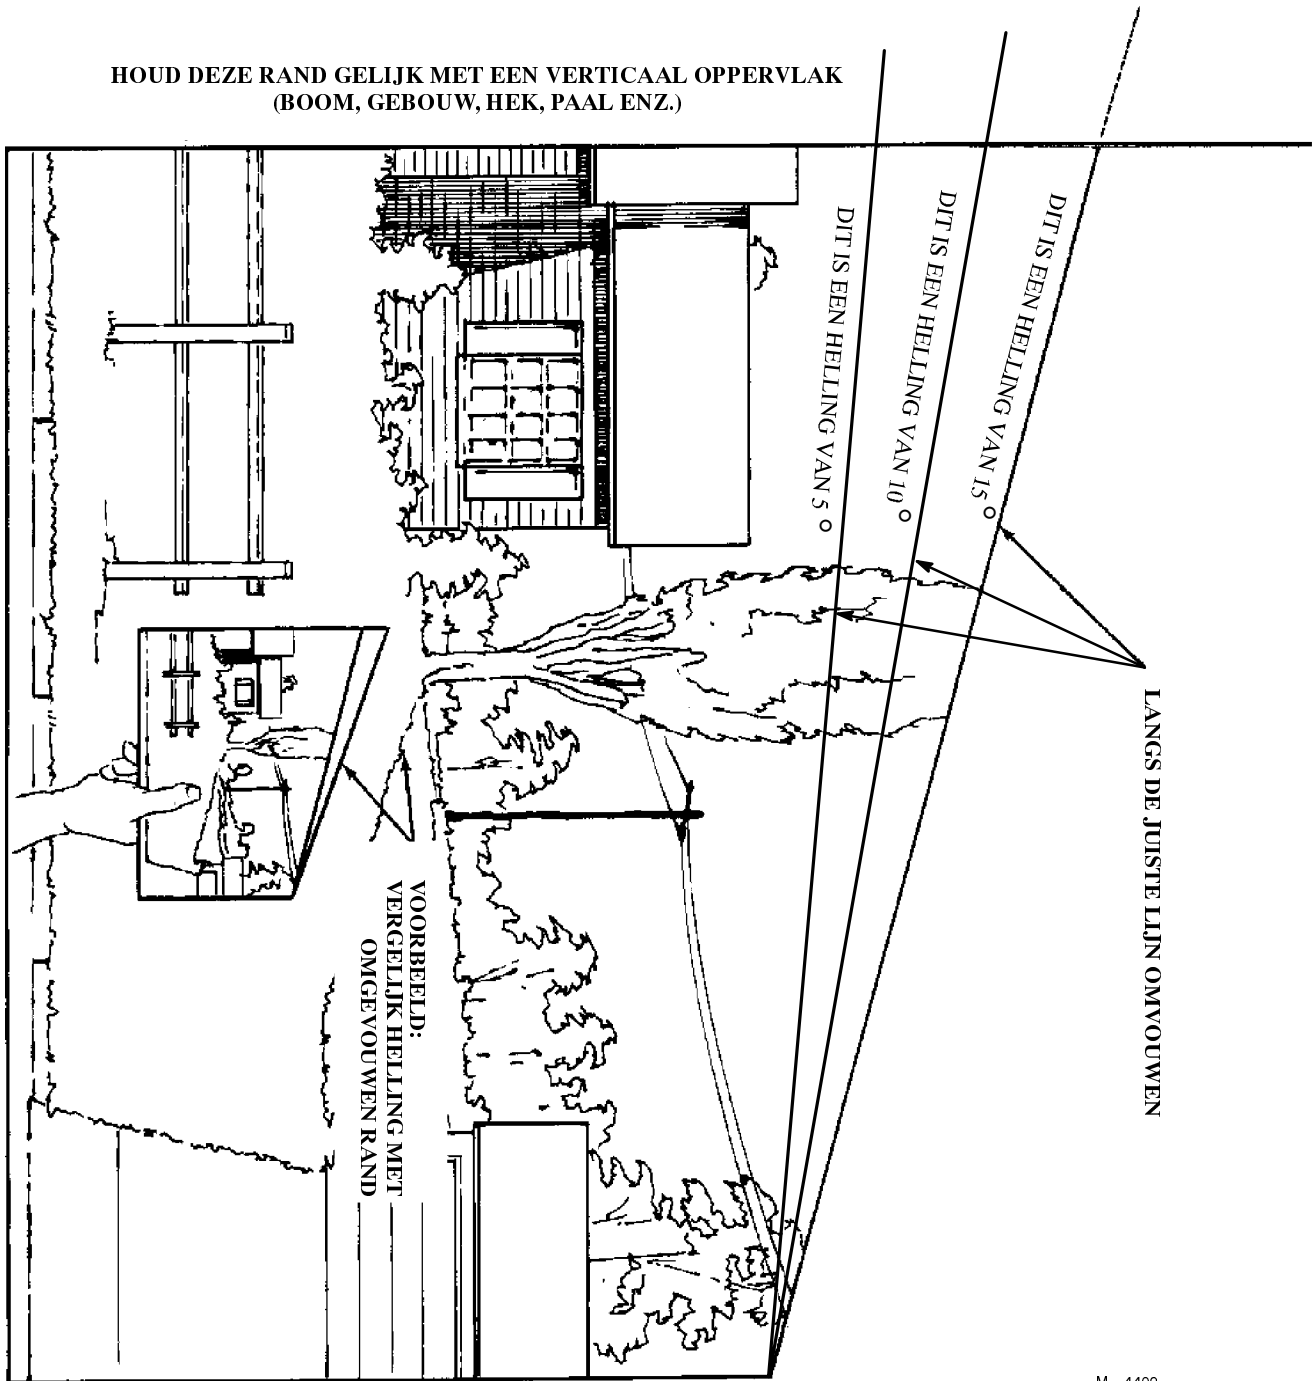 HOUD DEZE RAND GELIJK MET EEN VERTICAAL OPPERVLAK
(BOOM, GEBOUW, HEK, PAAL ENZ.)
DIT IS EEN HELLING VAN 15°
DIT IS EEN HELLING VAN 10°
DIT IS EEN HELLING VAN 5°
LANGS DE JUISTE LIJN OMVOUWEN
VOORBEELD:
VERGELIJK HELLING MET
OMGEVOUWEN RAND